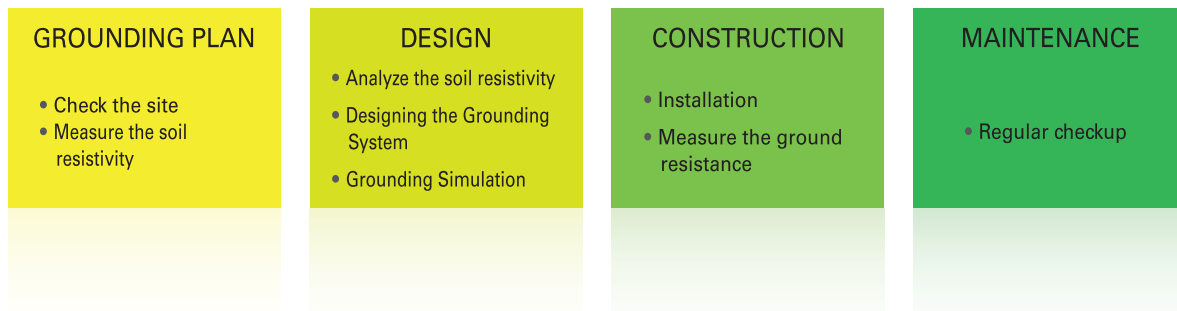 GROUNDING PLAN
• Check the site
• Measure the soil
resistivity
DESIGN
• Analyze the soil resistivity
• Designing the Grounding
System
• Grounding Simulation
CONSTRUCTION
• Installation
• Measure the ground
resistance
MAINTENANCE
• Regular checkup